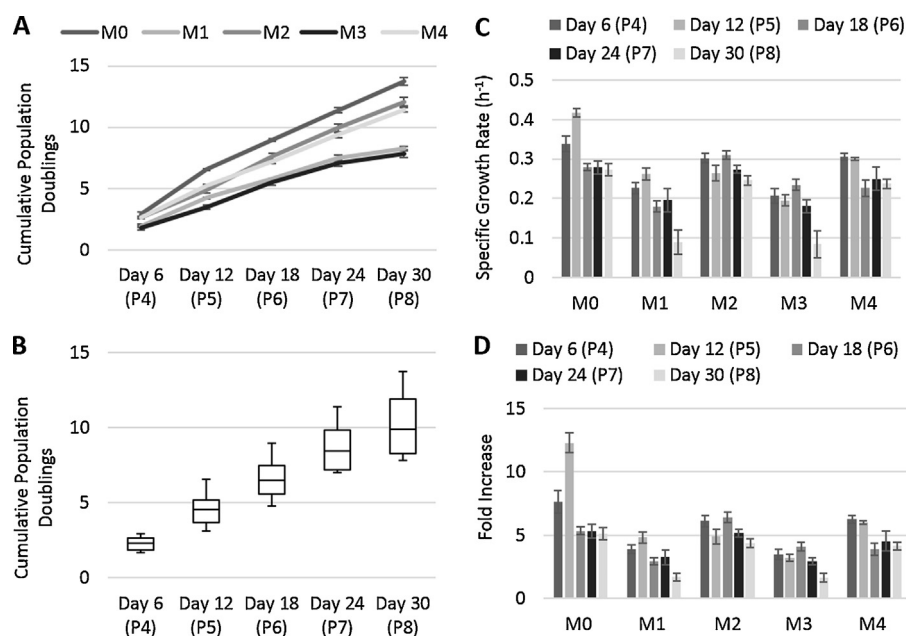 A
M0 M1 M2 M3 M4
Cumulative Population
Doublings
15
10
5
0
Day 6 Day 12 Day 18 Day 24 Day 30
(P4) (P5) (P6) (P7) (P8)
B
Cumulative Population
Doublings
15
10
5
0
Day 6 Day 12 Day 18 Day 24 Day 30
(P4) (P5) (P6) (P7) (P8)
C
Day 6 (P4) Day 12 (P5) Day 18 (P6)
Day 24 (P7) Day 30 (P8)
Specific Growth Rate (h⁻¹)
0.5
0.4
0.3
0.2
0.1
0
M0 M1 M2 M3 M4
D
Day 6 (P4) Day 12 (P5) Day 18 (P6)
Day 24 (P7) Day 30 (P8)
Fold Increase
15
10
5
0
M0 M1 M2 M3 M4